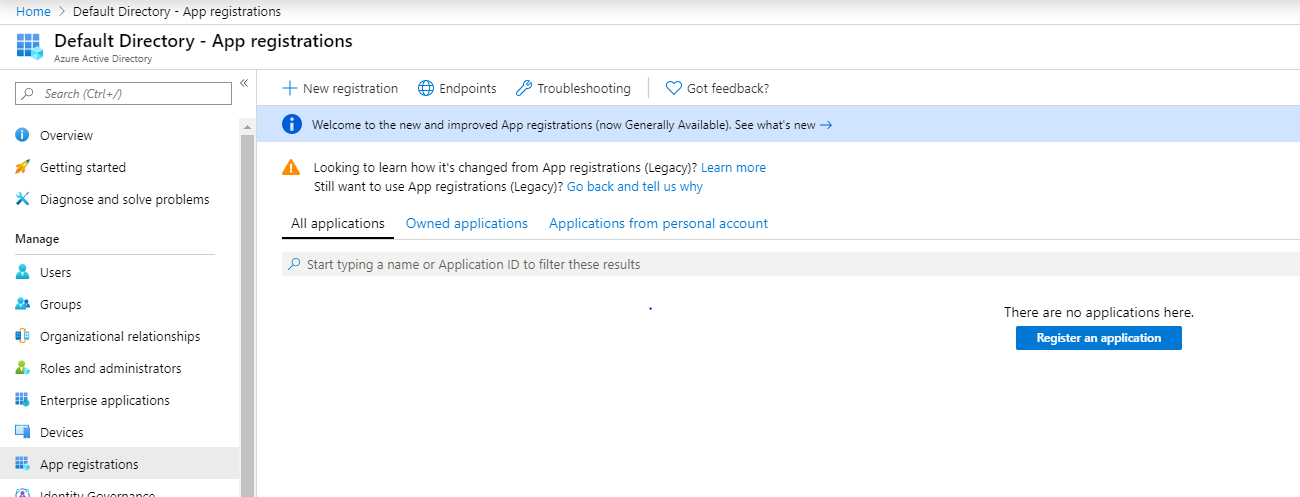 Home > Default Directory - App registrations
Default Directory - App registrations
Azure Active Directory
Search (Ctrl+/)
«
Overview
Getting started
Diagnose and solve problems
Manage
Users
Groups
Organizational relationships
Roles and administrators
Enterprise applications
Devices
App registrations
Identity Governance
+ New registration
Endpoints
Troubleshooting
Got feedback?
Welcome to the new and improved App registrations (now Generally Available). See what's new →
Looking to learn how it's changed from App registrations (Legacy)? Learn more
Still want to use App registrations (Legacy)? Go back and tell us why
All applications Owned applications Applications from personal account
Start typing a name or Application ID to filter these results
There are no applications here.
Register an application